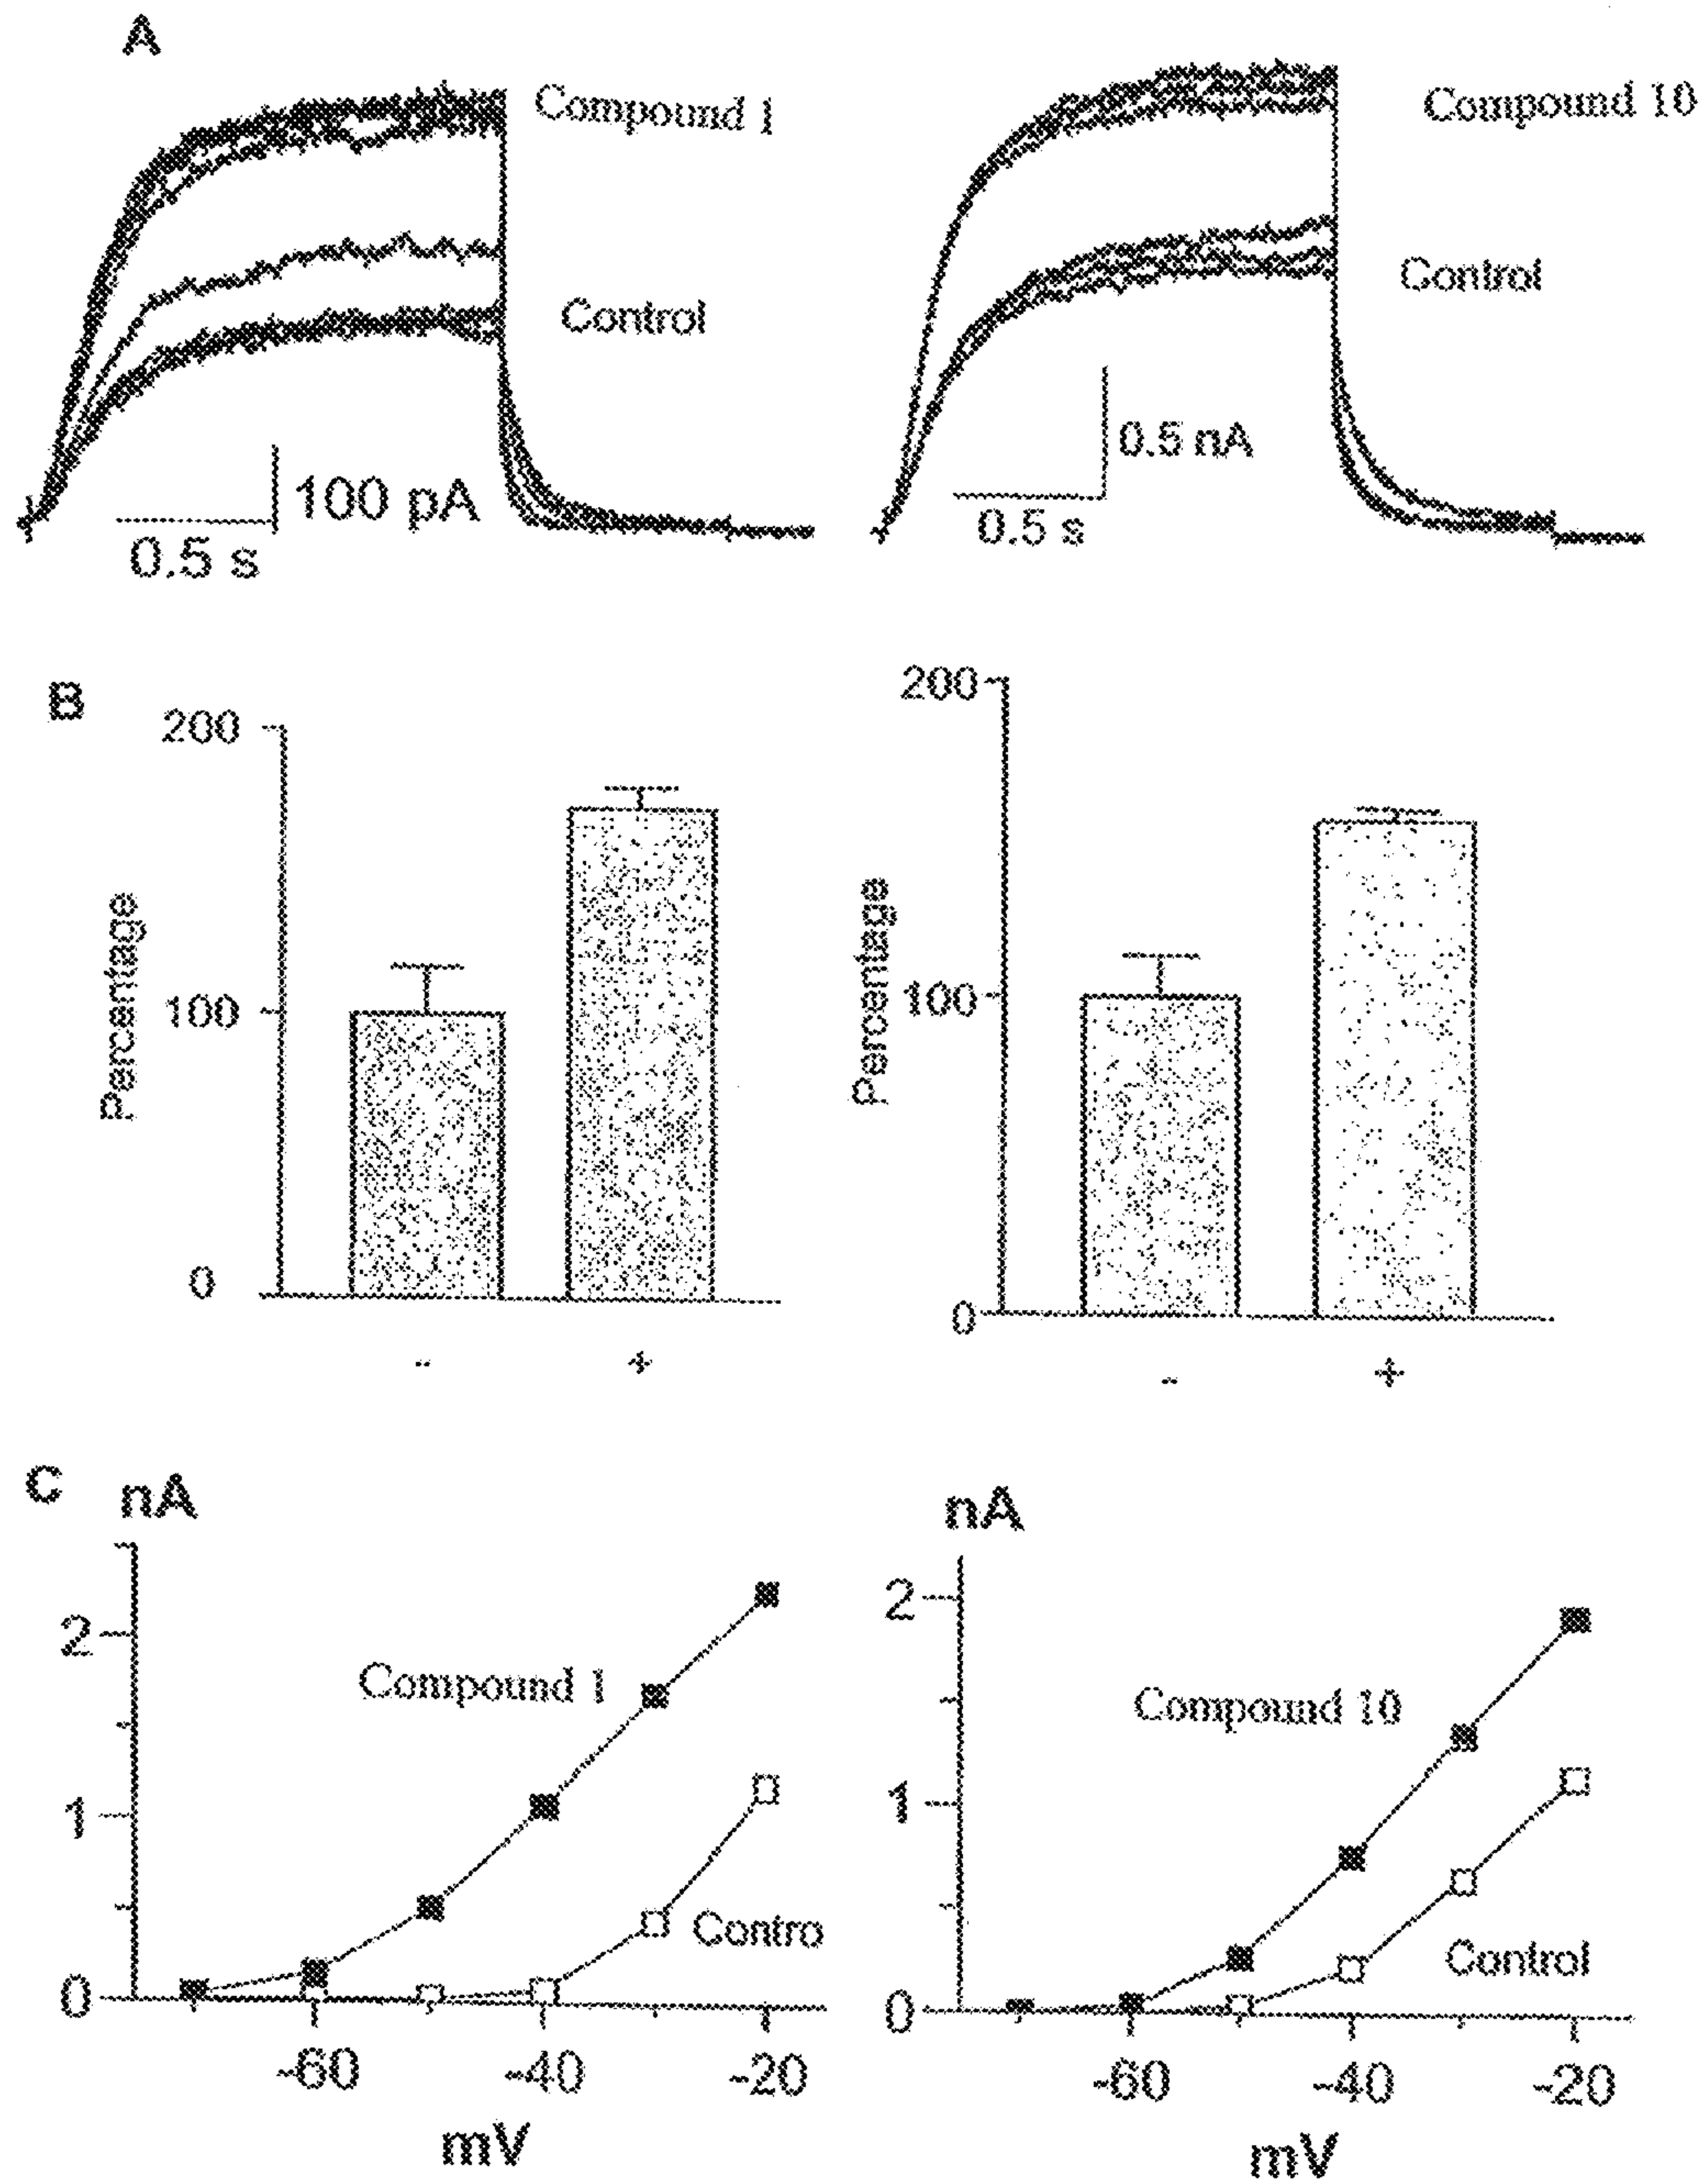 A
Compound 1
Compound 10
Control
Control
100 pA
0.5 s
0.5 nA
0.5 s
B
200
100
0
Percentage
-
+
200
100
0
Percentage
-
+
C
nA
2
1
0
Compound 1
Contro
-60
-40
-20
mV
nA
2
1
0
Compound 10
Control
-60
-40
-20
mV